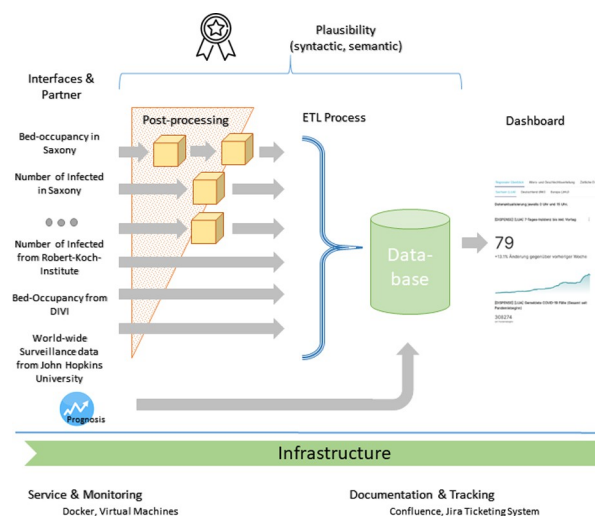 Plausibility
(syntactic, semantic)
Interfaces &
Partner
Post-processing
ETL Process
Dashboard
Bed-occupancy in
Saxony
Number of Infected
in Saxony
Number of Infected
from Robert-Koch-
Institute
Bed-Occupancy from
DIVI
World-wide
Surveillance data
from John Hopkins
University
Prognosis
Data-
base
79
Infrastructure
Service & Monitoring
Docker, Virtual Machines
Documentation & Tracking
Confluence, Jira Ticketing System